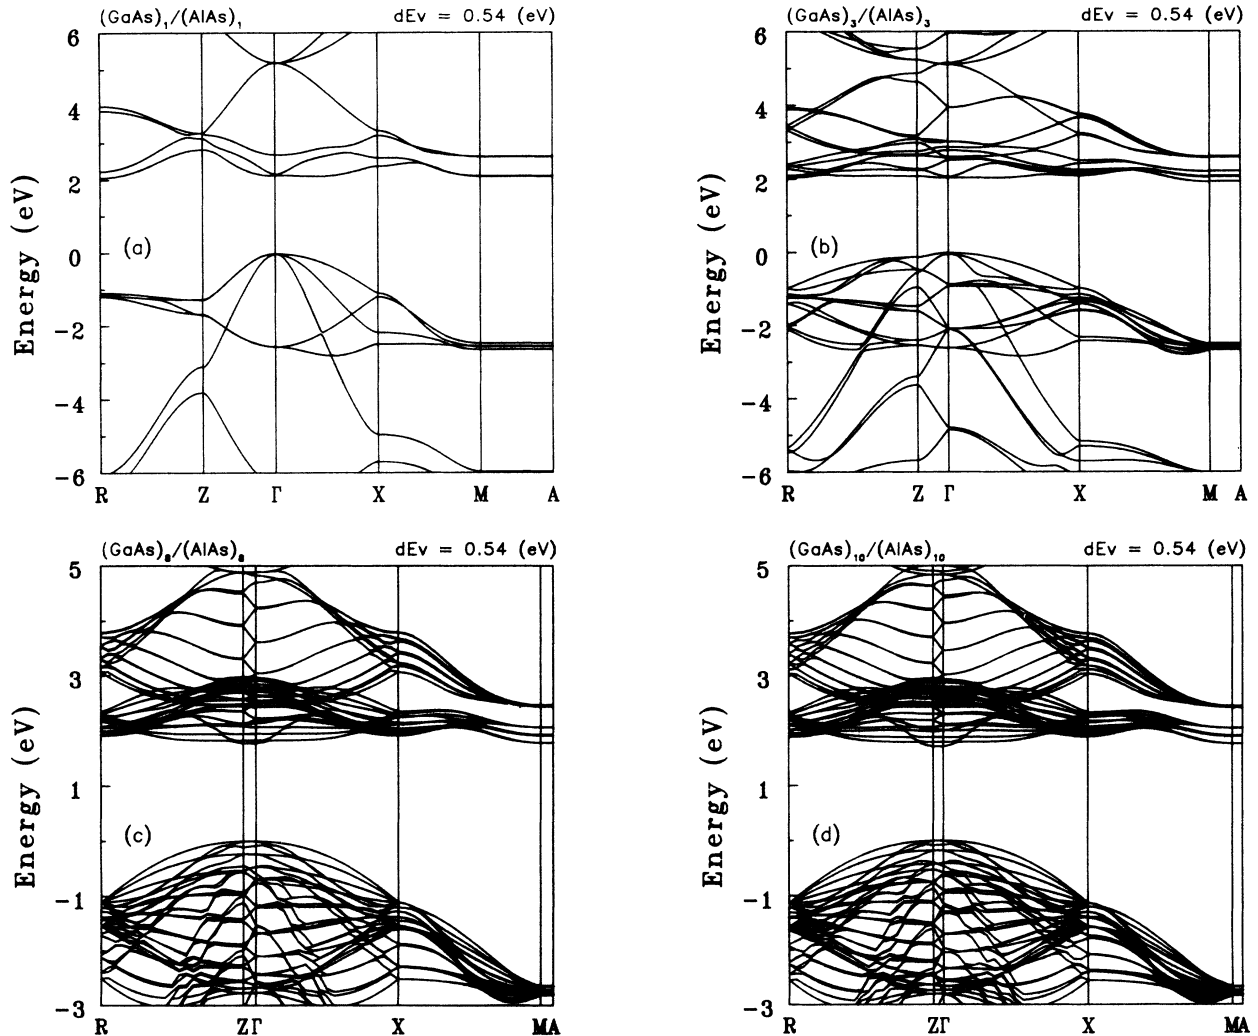 (GaAs)₁/(AlAs)₁ dEv = 0.54 (eV)
6
4
2
0
-2
-4
-6
Energy (eV)
(a)
R Z Γ X M A
(GaAs)₃/(AlAs)₃ dEv = 0.54 (eV)
6
4
2
0
-2
-4
-6
Energy (eV)
(b)
R Z Γ X M A
(GaAs)₈/(AlAs)₈ dEv = 0.54 (eV)
5
3
1
-1
-3
Energy (eV)
(c)
R ZΓ X MA
(GaAs)₁₀/(AlAs)₁₀ dEv = 0.54 (eV)
5
3
1
-1
-3
Energy (eV)
(d)
R ZΓ X MA